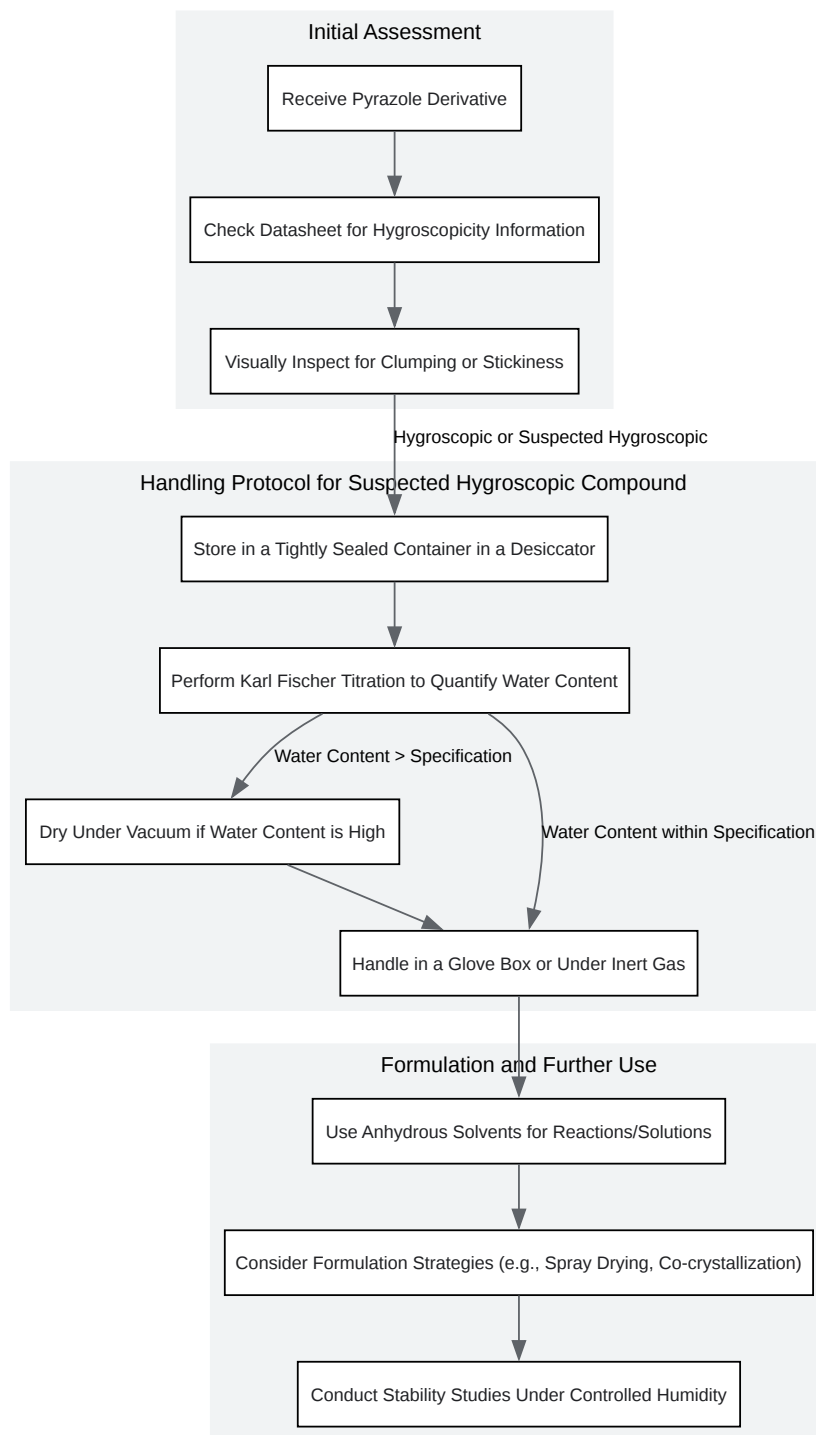 Initial Assessment
Receive Pyrazole Derivative
Check Datasheet for Hygroscopicity Information
Visually Inspect for Clumping or Stickiness
Hygroscopic or Suspected Hygroscopic
Handling Protocol for Suspected Hygroscopic Compound
Store in a Tightly Sealed Container in a Desiccator
Perform Karl Fischer Titration to Quantify Water Content
Water Content > Specification
Dry Under Vacuum if Water Content is High
Water Content within Specification
Handle in a Glove Box or Under Inert Gas
Formulation and Further Use
Use Anhydrous Solvents for Reactions/Solutions
Consider Formulation Strategies (e.g., Spray Drying, Co-crystallization)
Conduct Stability Studies Under Controlled Humidity